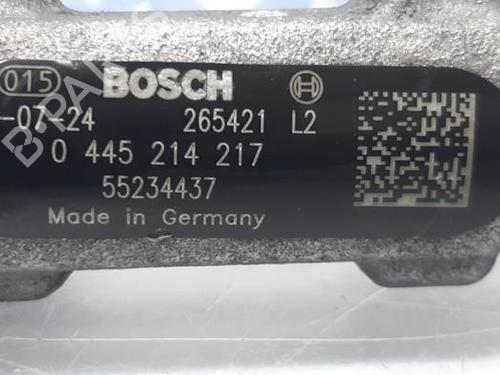 015 BOSCH
-07-24 265421 L2
0 445 214 217
55234437
Made in Germany